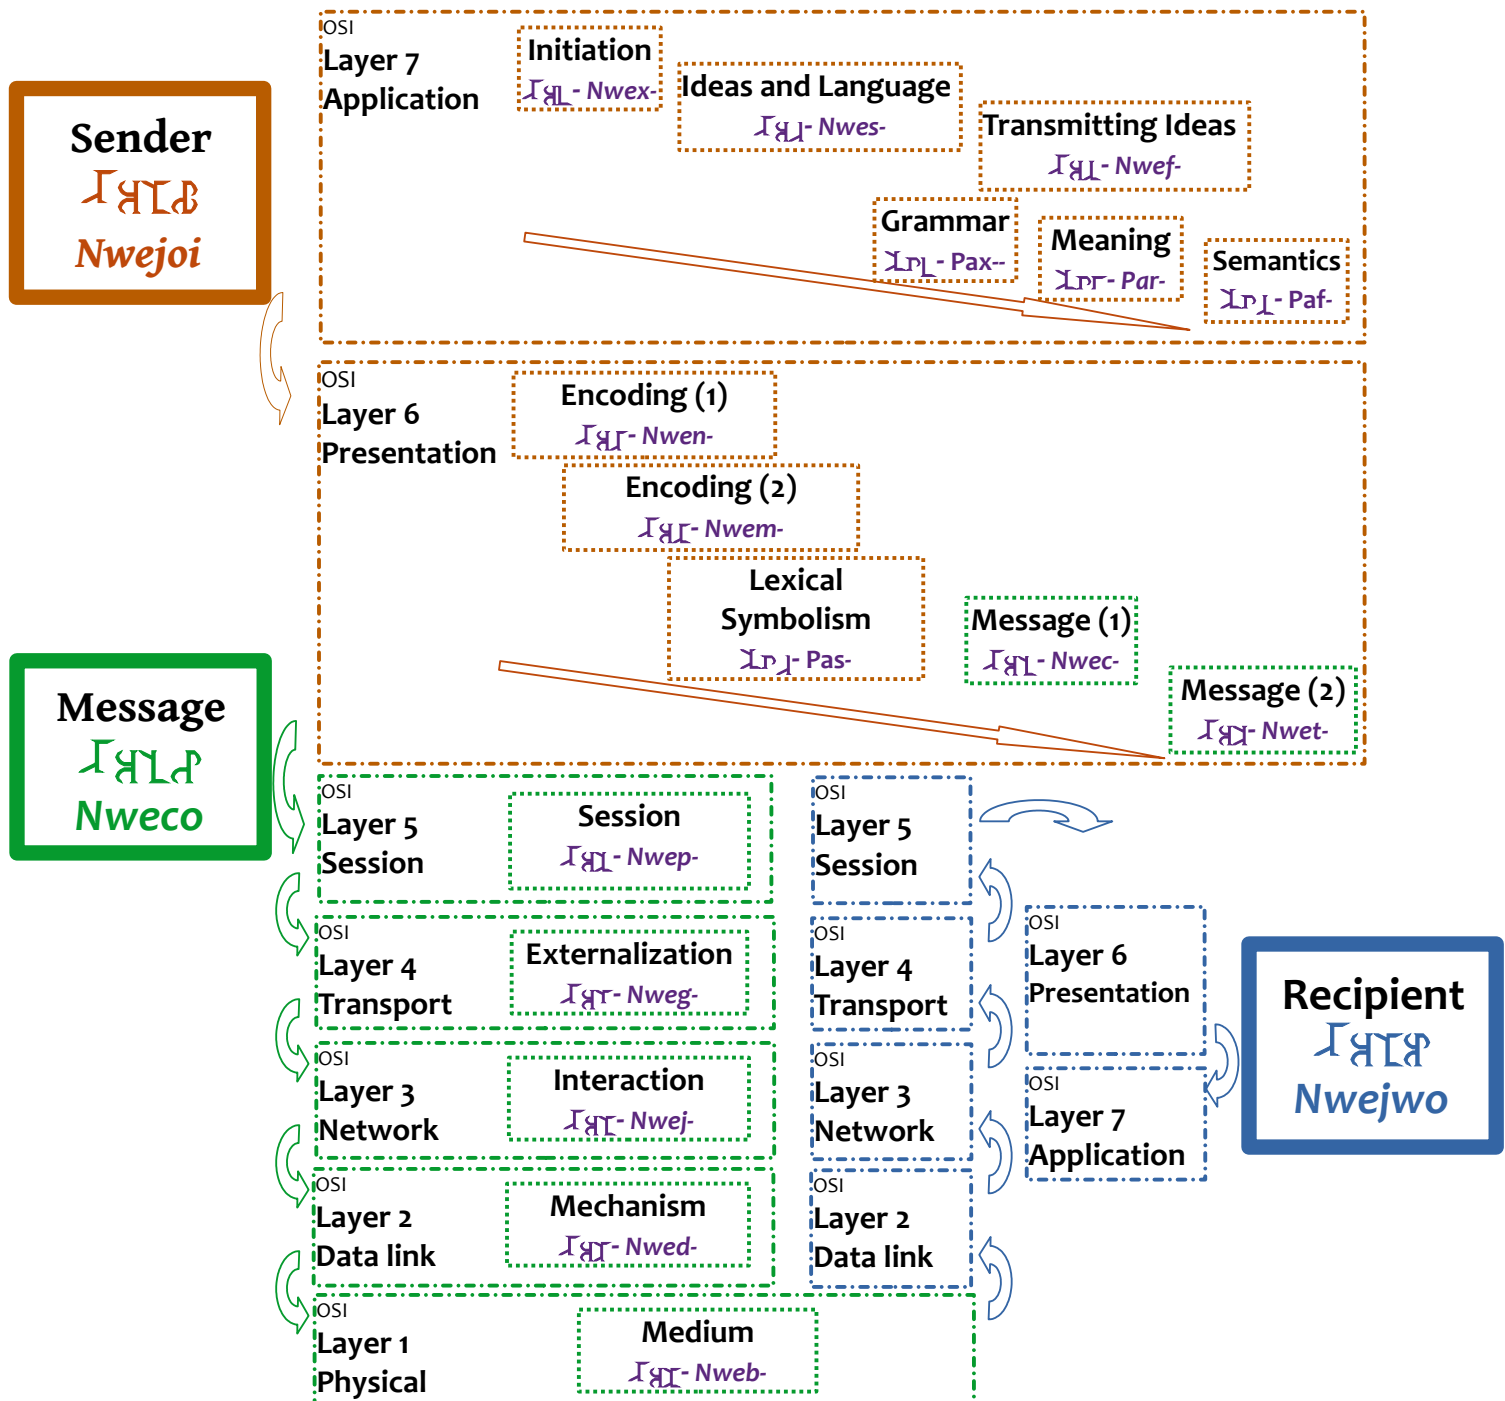 Sender
Nwejoi
OSI
Layer 7
Application
Initiation
- Nwex-
Ideas and Language
- Nwes-
Transmitting Ideas
- Nwef-
Grammar
- Pax--
Meaning
- Par-
Semantics
- Paf-
OSI
Layer 6
Presentation
Encoding (1)
- Nwen-
Encoding (2)
- Nwem-
Lexical
Symbolism
- Pas-
Message (1)
- Nwec-
Message (2)
- Nwet-
Message
Nweco
OSI
Layer 5
Session
Session
- Nwep-
OSI
Layer 4
Transport
Externalization
- Nweg-
OSI
Layer 3
Network
Interaction
- Nwej-
OSI
Layer 2
Data link
Mechanism
- Nwed-
OSI
Layer 1
Physical
Medium
- Nweb-
OSI
Layer 5
Session
OSI
Layer 4
Transport
OSI
Layer 3
Network
OSI
Layer 2
Data link
OSI
Layer 6
Presentation
OSI
Layer 7
Application
Recipient
Nwejwo